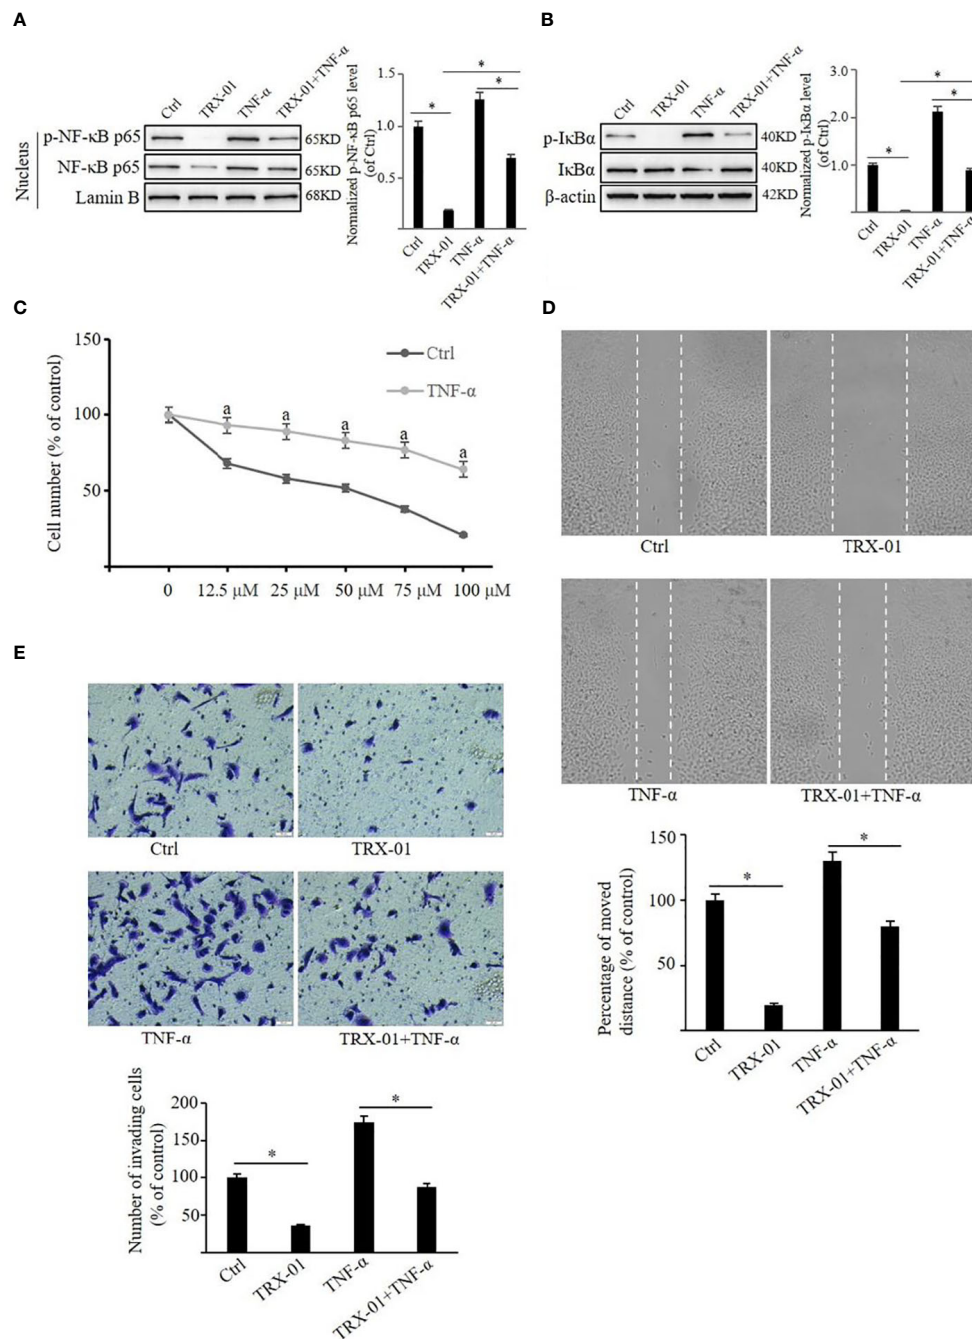 A
Ctrl
TRX-01
TNF-α
TRX-01+TNF-α
Nucleus
p-NF-κB p65
65KD
NF-κB p65
65KD
Lamin B
68KD
Normalized p-NF-κB p65 level
(of Ctrl)
1.5
1.0
0.5
*
*
*
Ctrl
TRX-01
TNF-α
TRX-01+TNF-α
B
Ctrl
TRX-01
TNF-α
TRX-01+TNF-α
p-IκBα
40KD
IκBα
40KD
β-actin
42KD
Normalized p-IκBα level
(of Ctrl)
3.0
2.0
1.0
*
*
*
Ctrl
TRX-01
TNF-α
TRX-01+TNF-α
C
Cell number (% of control)
150
100
50
Ctrl
TNF-α
a
a
a
a
a
0
12.5 μM
25 μM
50 μM
75 μM
100 μM
D
Ctrl
TRX-01
TNF-α
TRX-01+TNF-α
Percentage of moved
distance (% of control)
150
100
50
*
*
Ctrl
TRX-01
TNF-α
TRX-01+TNF-α
E
Ctrl
TRX-01
TNF-α
TRX-01+TNF-α
Number of invading cells
(% of control)
200
150
100
50
*
*
Ctrl
TRX-01
TNF-α
TRX-01+TNF-α